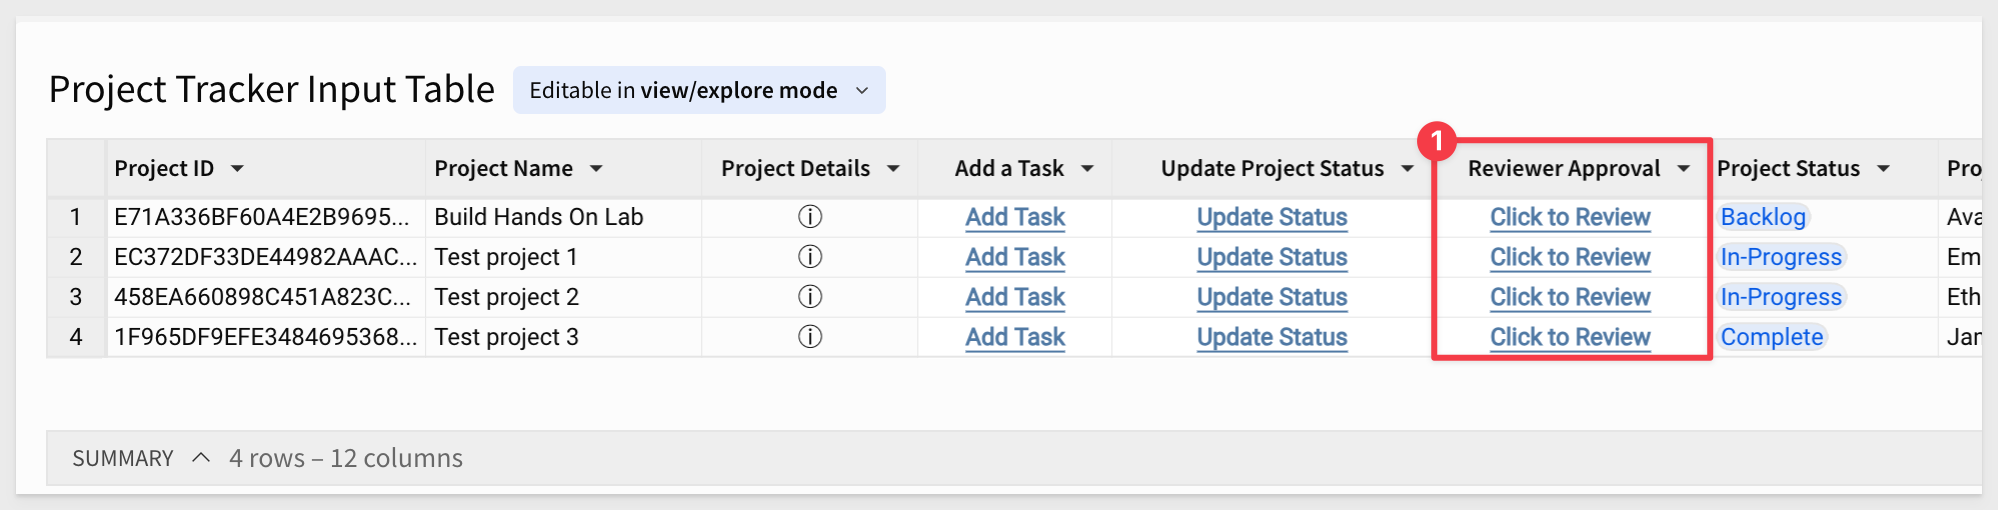 Project Tracker Input Table Editable in view/explore mode
1
Project ID Project Name Project Details Add a Task Update Project Status Reviewer Approval Project Status Pro
1 E71A336BF60A4E2B9695... Build Hands On Lab Add Task Update Status Click to Review Backlog Ava
2 EC372DF33DE44982AAAC... Test project 1 Add Task Update Status Click to Review In-Progress Em
3 458EA660898C451A823C... Test project 2 Add Task Update Status Click to Review In-Progress Eth
4 1F965DF9EFE3484695368... Test project 3 Add Task Update Status Click to Review Complete Jan
SUMMARY 4 rows – 12 columns